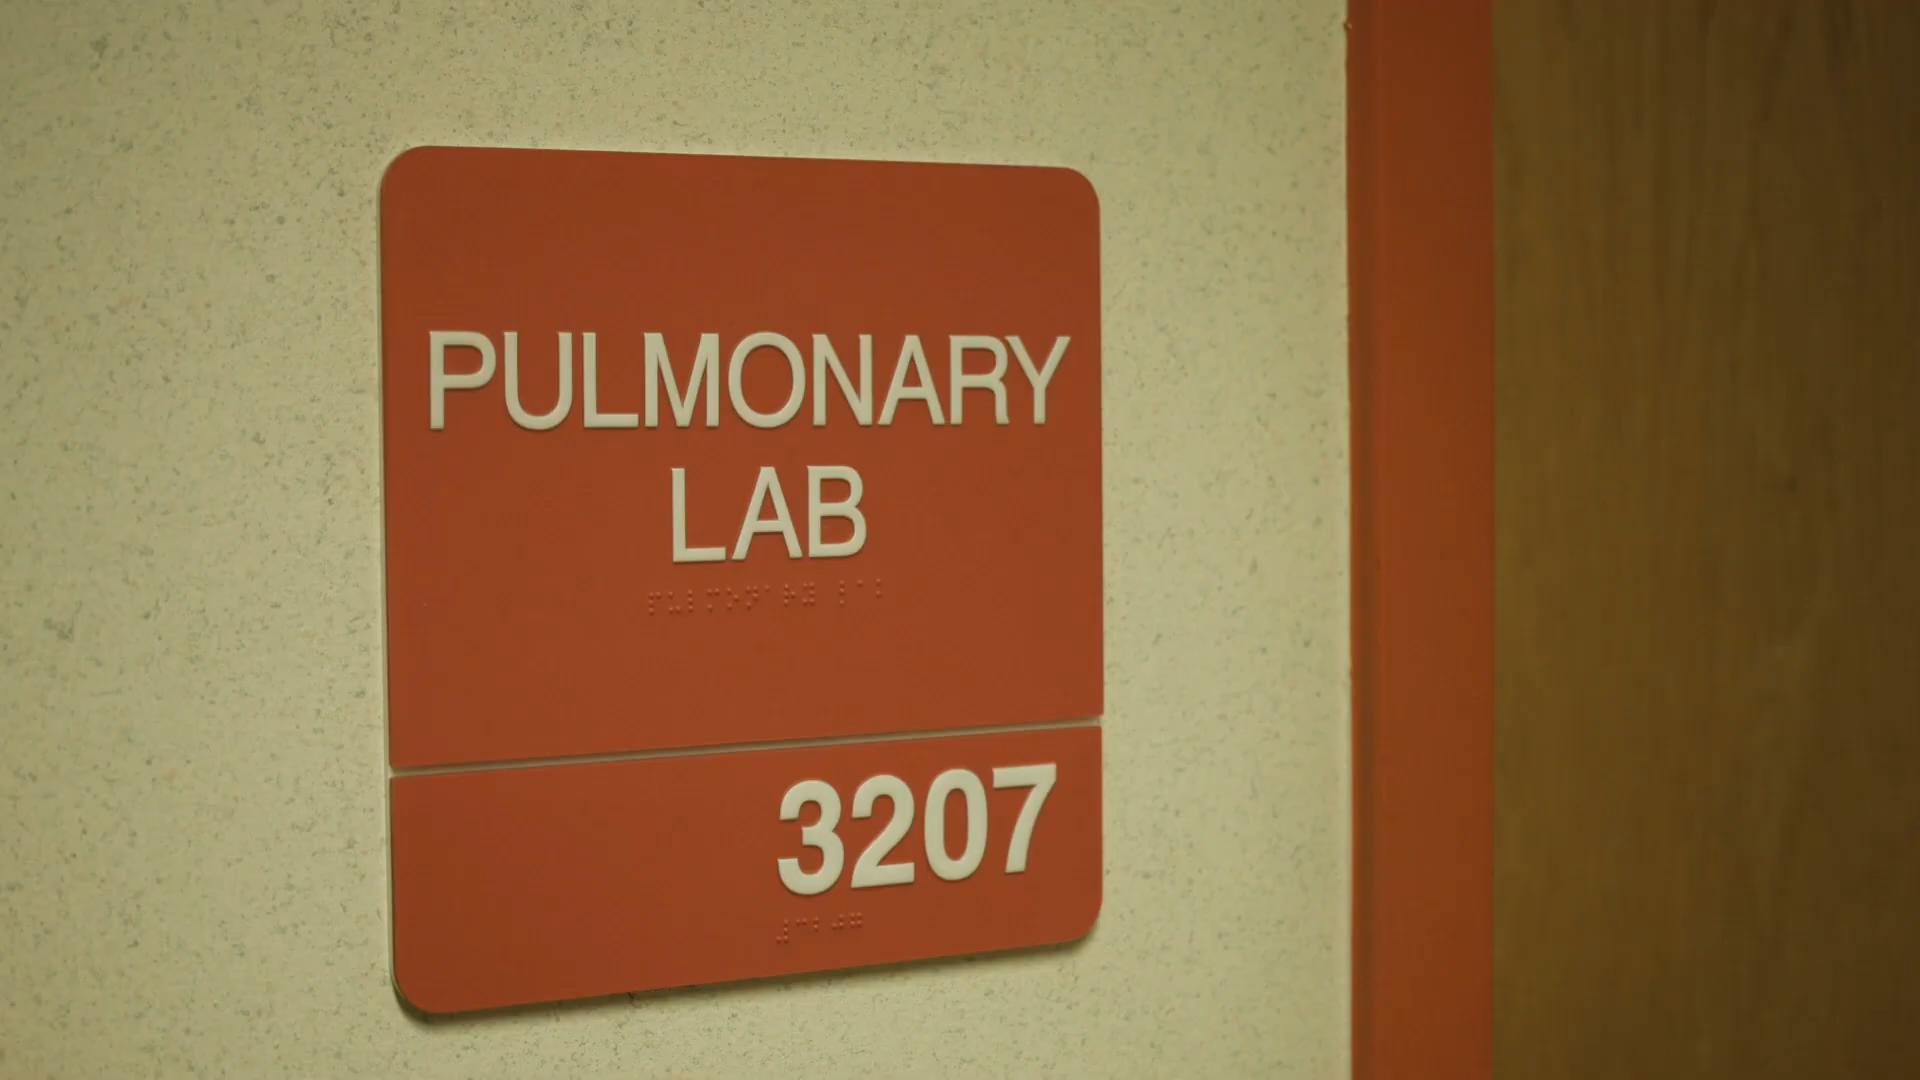 PULMONARY
LAB
⠏⠥⠇⠍⠕⠝⠁⠗⠽ ⠇⠁⠃
3207
⠼⠉⠃⠚⠛